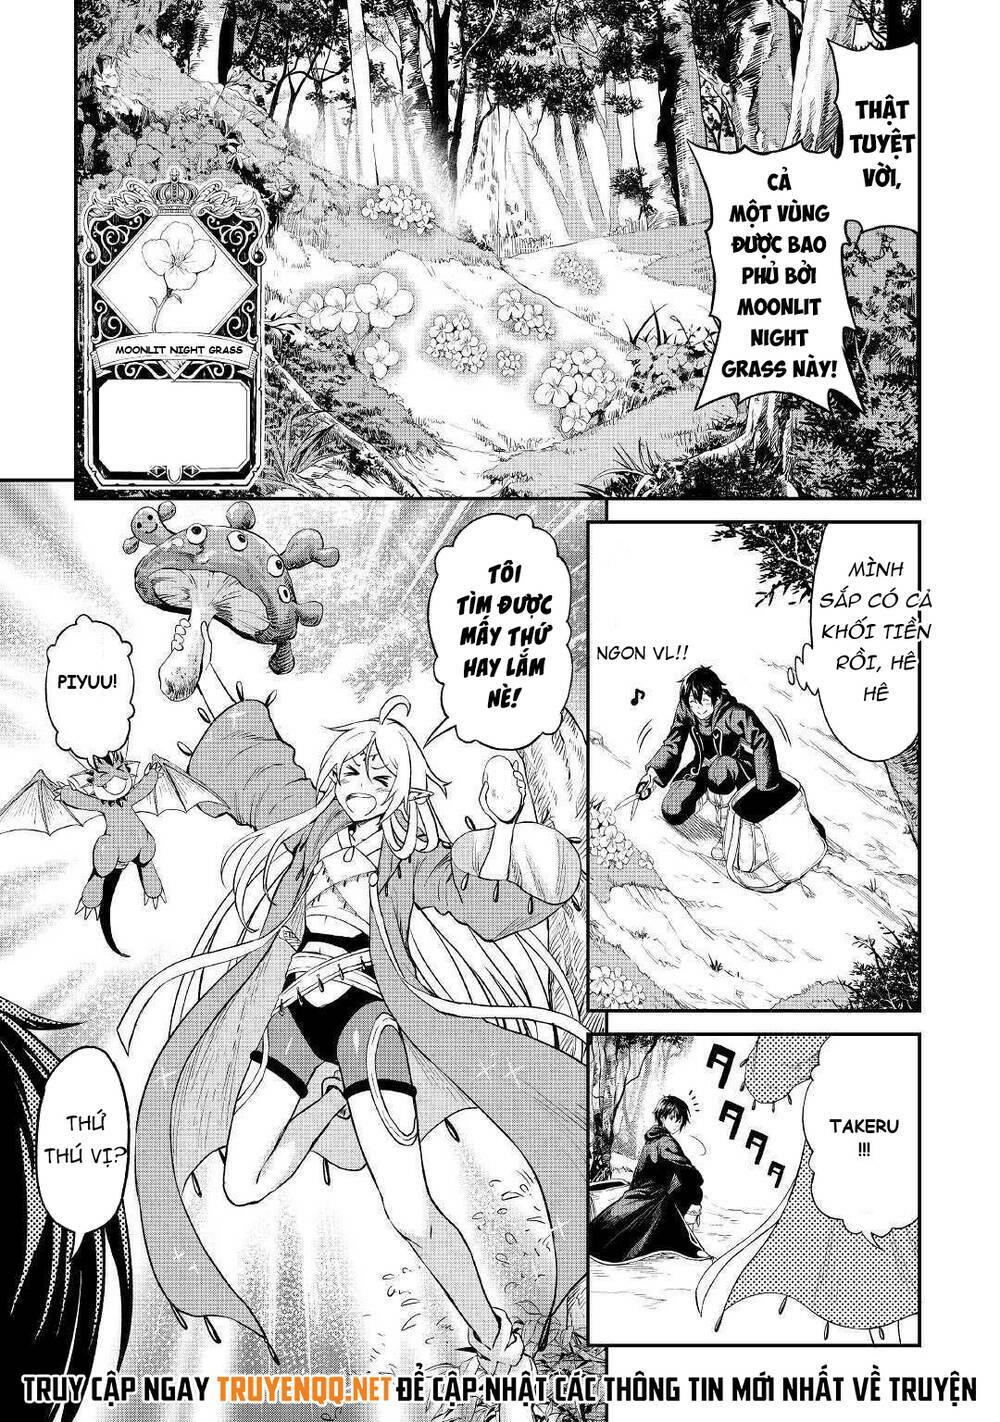 THẬT
TUYỆT
VỜI,
CẢ
MỘT VÙNG
ĐƯỢC BAO
PHỦ BỞI
MOONLIT
NIGHT
GRASS NÀY!
MOONLIT NIGHT GRASS
MÌNH
SẮP CÓ CẢ
KHỐI TIỀN
RỒI, HÊ
HÊ
NGON VL!!
TAKERU
!!!
A
A
A
A
A
TÔI
TÌM ĐƯỢC
MẤY THỨ
HAY LẮM
NÈ!
PIYUU!
THỨ
THÚ VỊ?
TRUY CẬP NGAY TRUYENQQ.NET ĐỂ CẬP NHẬT CÁC THÔNG TIN MỚI NHẤT VỀ TRUYỆN